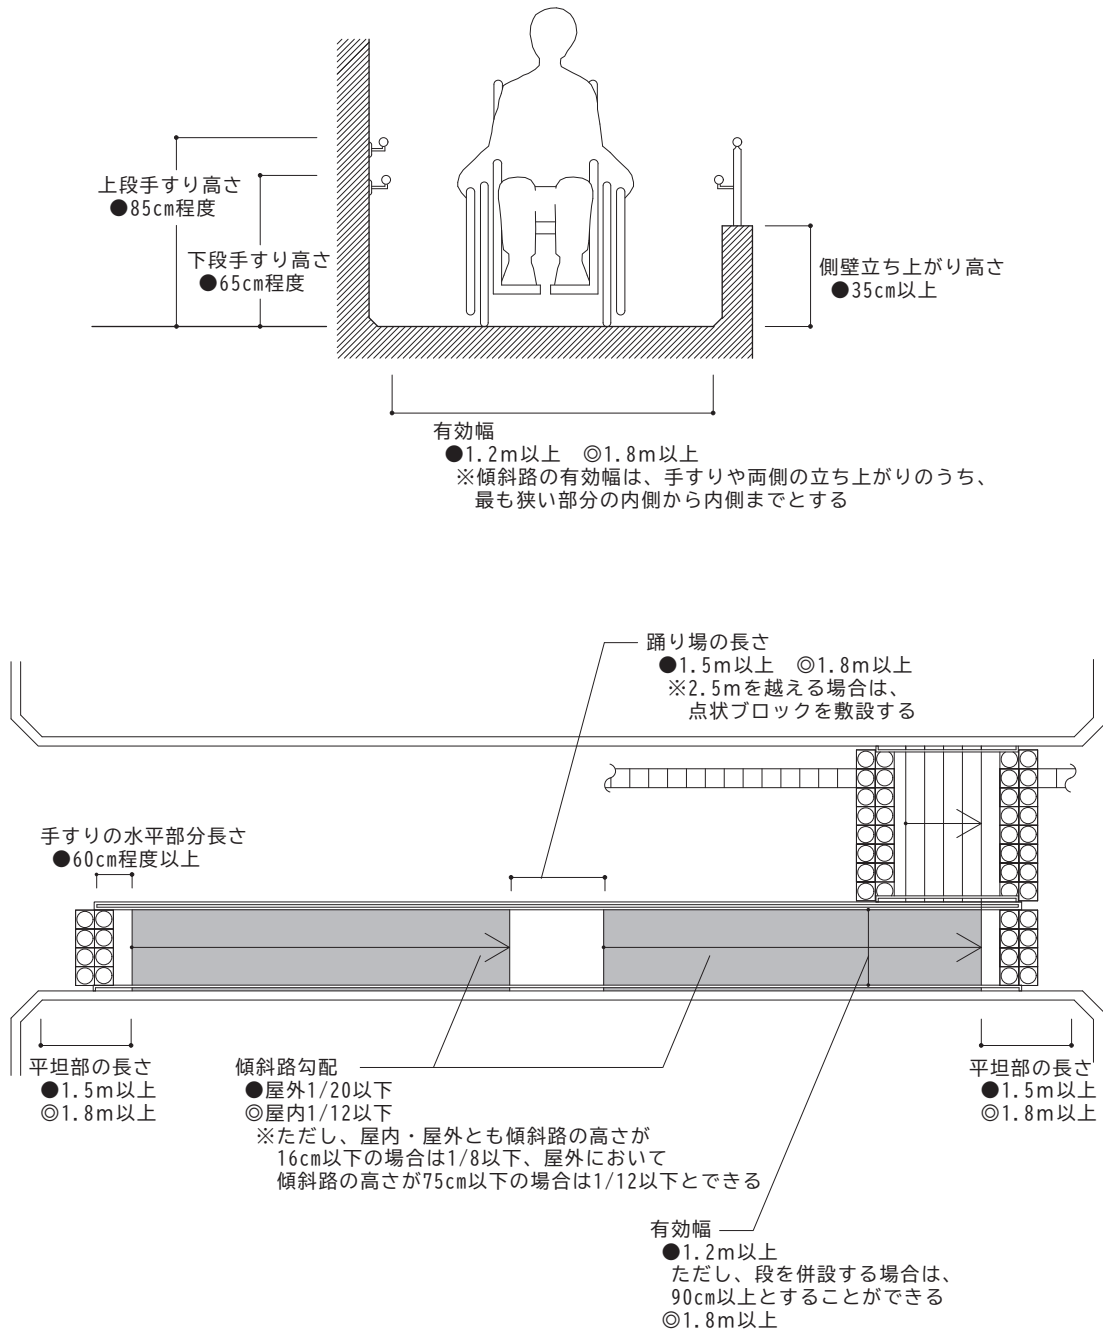 上段手すり高さ
●85cm程度
下段手すり高さ
●65cm程度
側壁立ち上がり高さ
●35cm以上
有効幅
●1.2m以上　◎1.8m以上
※傾斜路の有効幅は、手すりや両側の立ち上がりのうち、
最も狭い部分の内側から内側までとする
踊り場の長さ
●1.5m以上　◎1.8m以上
※2.5mを越える場合は、
点状ブロックを敷設する
手すりの水平部分長さ
●60cm程度以上
平坦部の長さ
●1.5m以上
◎1.8m以上
傾斜路勾配
●屋外1/20以下
◎屋内1/12以下
※ただし、屋内・屋外とも傾斜路の高さが
16cm以下の場合は1/8以下、屋外において
傾斜路の高さが75cm以下の場合は1/12以下とできる
平坦部の長さ
●1.5m以上
◎1.8m以上
有効幅
●1.2m以上
ただし、段を併設する場合は、
90cm以上とすることができる
◎1.8m以上